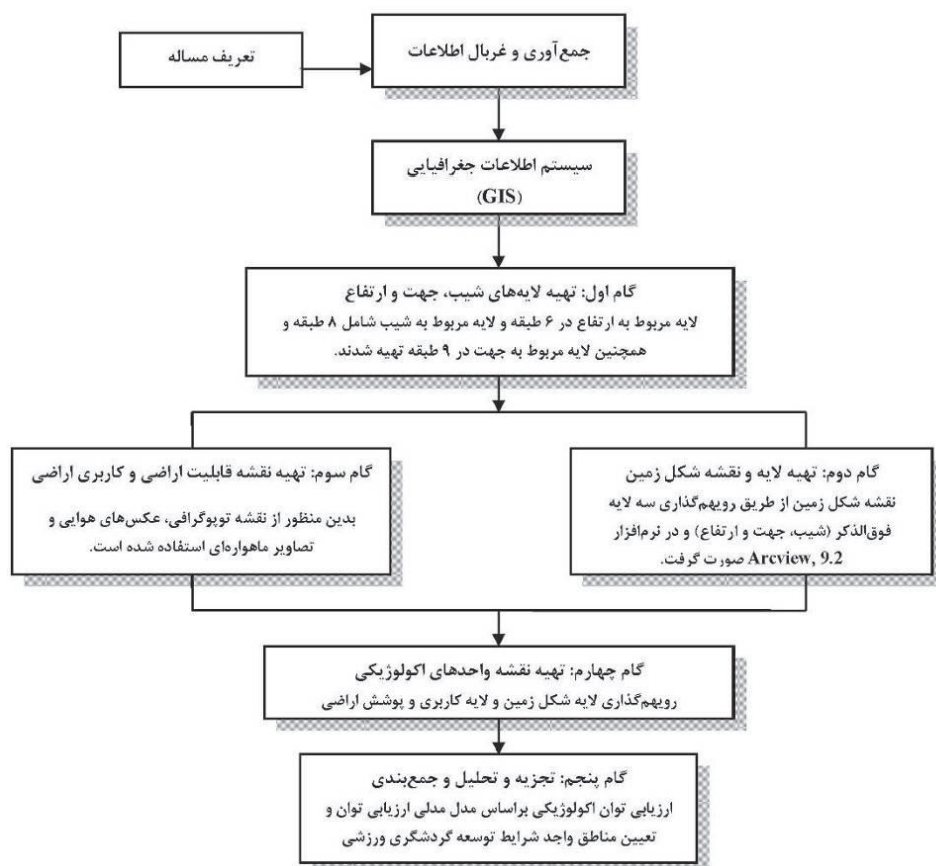 جمع‌آوری و غربال اطلاعات
تعریف مساله
سیستم اطلاعات جغرافیایی
(GIS)
گام اول: تهیه لایه‌های شیب، جهت و ارتفاع
لایه مربوط به ارتفاع در ۶ طبقه و لایه مربوط به شیب شامل ۸ طبقه و
همچنین لایه مربوط به جهت در ۹ طبقه تهیه شدند.
گام دوم: تهیه لایه و نقشه شکل زمین
نقشه شکل زمین از طریق رویهم‌گذاری سه لایه
فوق‌الذکر (شیب، جهت و ارتفاع) و در نرم‌افزار
Arcview, 9.2 صورت گرفت.
گام سوم: تهیه نقشه قابلیت اراضی و کاربری اراضی
بدین منظور از نقشه توپوگرافی، عکس‌های هوایی و
تصاویر ماهواره‌ای استفاده شده است.
گام چهارم: تهیه نقشه واحدهای اکولوژیکی
رویهم‌گذاری لایه شکل زمین و لایه کاربری و پوشش اراضی
گام پنجم: تجزیه و تحلیل و جمع‌بندی
ارزیابی توان اکولوژیکی براساس مدل مدلی ارزیابی توان و
تعیین مناطق واجد شرایط توسعه گردشگری ورزشی